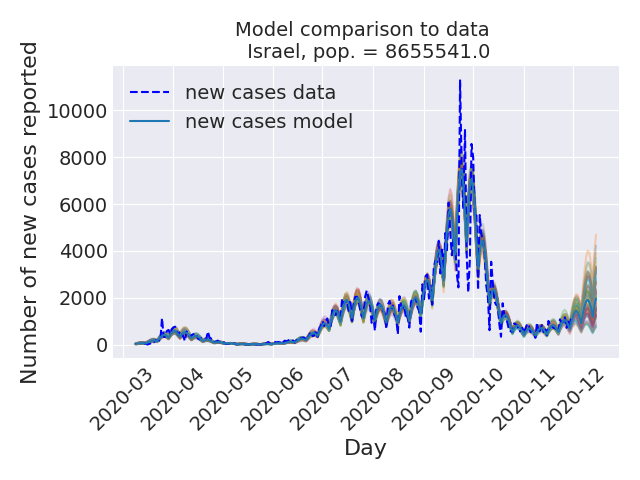 Model comparison to data
Israel, pop. = 8655541.0
Number of new cases reported
10000
8000
6000
4000
2000
0
new cases data
new cases model
2020-03
2020-04
2020-05
2020-06
2020-07
2020-08
2020-09
2020-10
2020-11
2020-12
Day